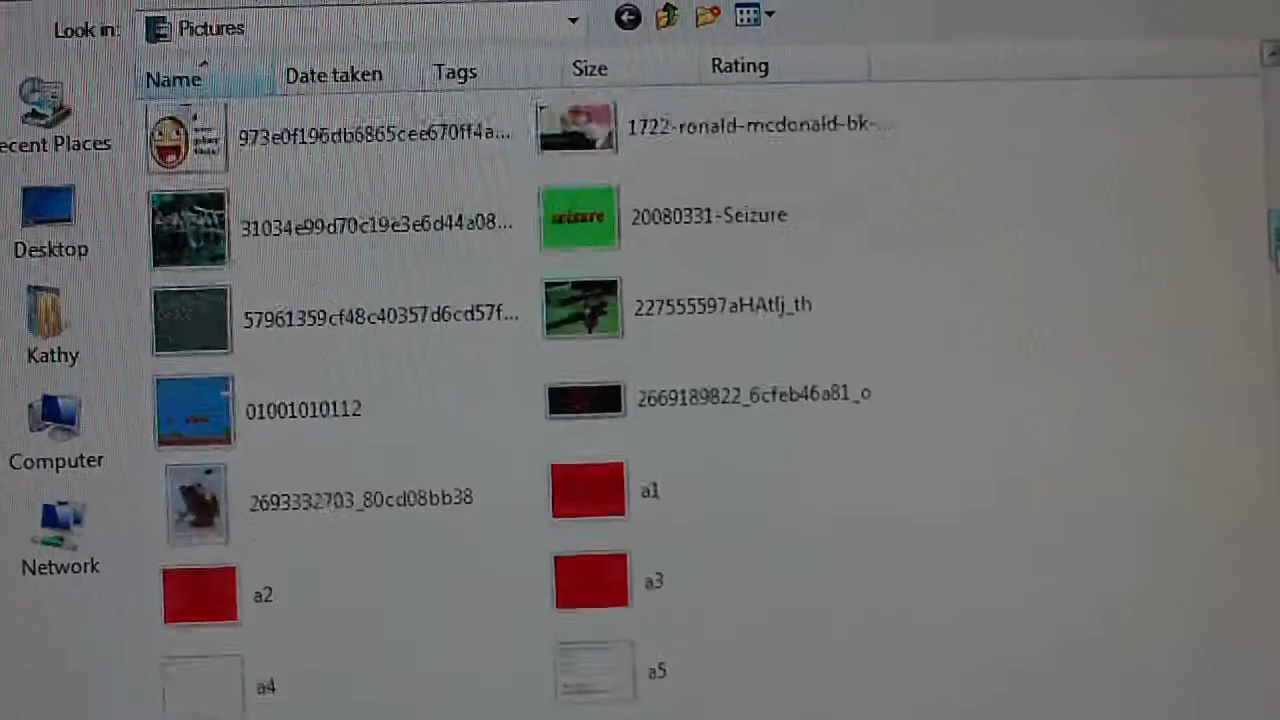 Look in: Pictures
Name Date taken Tags Size Rating
973e0f196db6865cee670ff4a... 1722-ronald-mcdonald-bk-...
31034e99d70c19e3e6d44a08... 20080331-Seizure
seizure
57961359cf48c40357d6cd57f... 227555597aHAtlj_th
01001010112 2669189822_6cfeb46a81_o
2693332703_80cd08bb38 a1
a2 a3
a4 a5
ecent Places
Desktop
Kathy
Computer
Network